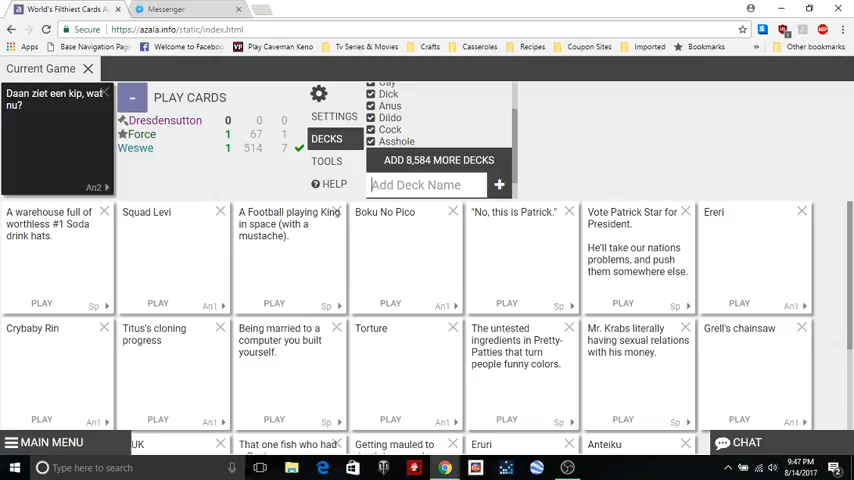 World's Filthiest Cards A
Messenger
Secure
https://azala.info/static/index.html
Apps
Base Navigation Page
Welcome to Facebook
Play Caveman Keno
Tv Series & Movies
Crafts
Casseroles
Recipes
Coupon Sites
Imported
Bookmarks
Other bookmarks
Current Game
Daan ziet een kip, wat
nu?
An2
- PLAY CARDS
Dresdensutton 0 0 0
Force 1 67 1
Weswe 1 514 7
SETTINGS
DECKS
TOOLS
HELP
Gay
Dick
Anus
Dildo
Cock
Asshole
ADD 8,584 MORE DECKS
Add Deck Name
A warehouse full of
worthless #1 Soda
drink hats.
PLAY Sp
Squad Levi
PLAY An1
A Football playing King
in space (with a
mustache).
PLAY Sp
Boku No Pico
PLAY An1
"No, this is Patrick."
PLAY Sp
Vote Patrick Star for
President.
He'll take our nations
problems, and push
them somewhere else.
PLAY Sp
Ereri
PLAY An1
Crybaby Rin
PLAY An1
Titus's cloning
progress
PLAY An1
Being married to a
computer you built
yourself.
PLAY Sp
Torture
PLAY An1
The untested
ingredients in Pretty-
Patties that turn
people funny colors.
PLAY Sp
Mr. Krabs literally
having sexual relations
with his money.
PLAY Sp
Grell's chainsaw
PLAY An1
MAIN MENU
UK
That one fish who had
Getting mauled to
Eruri
Anteiku
CHAT
Type here to search
9:47 PM
8/14/2017